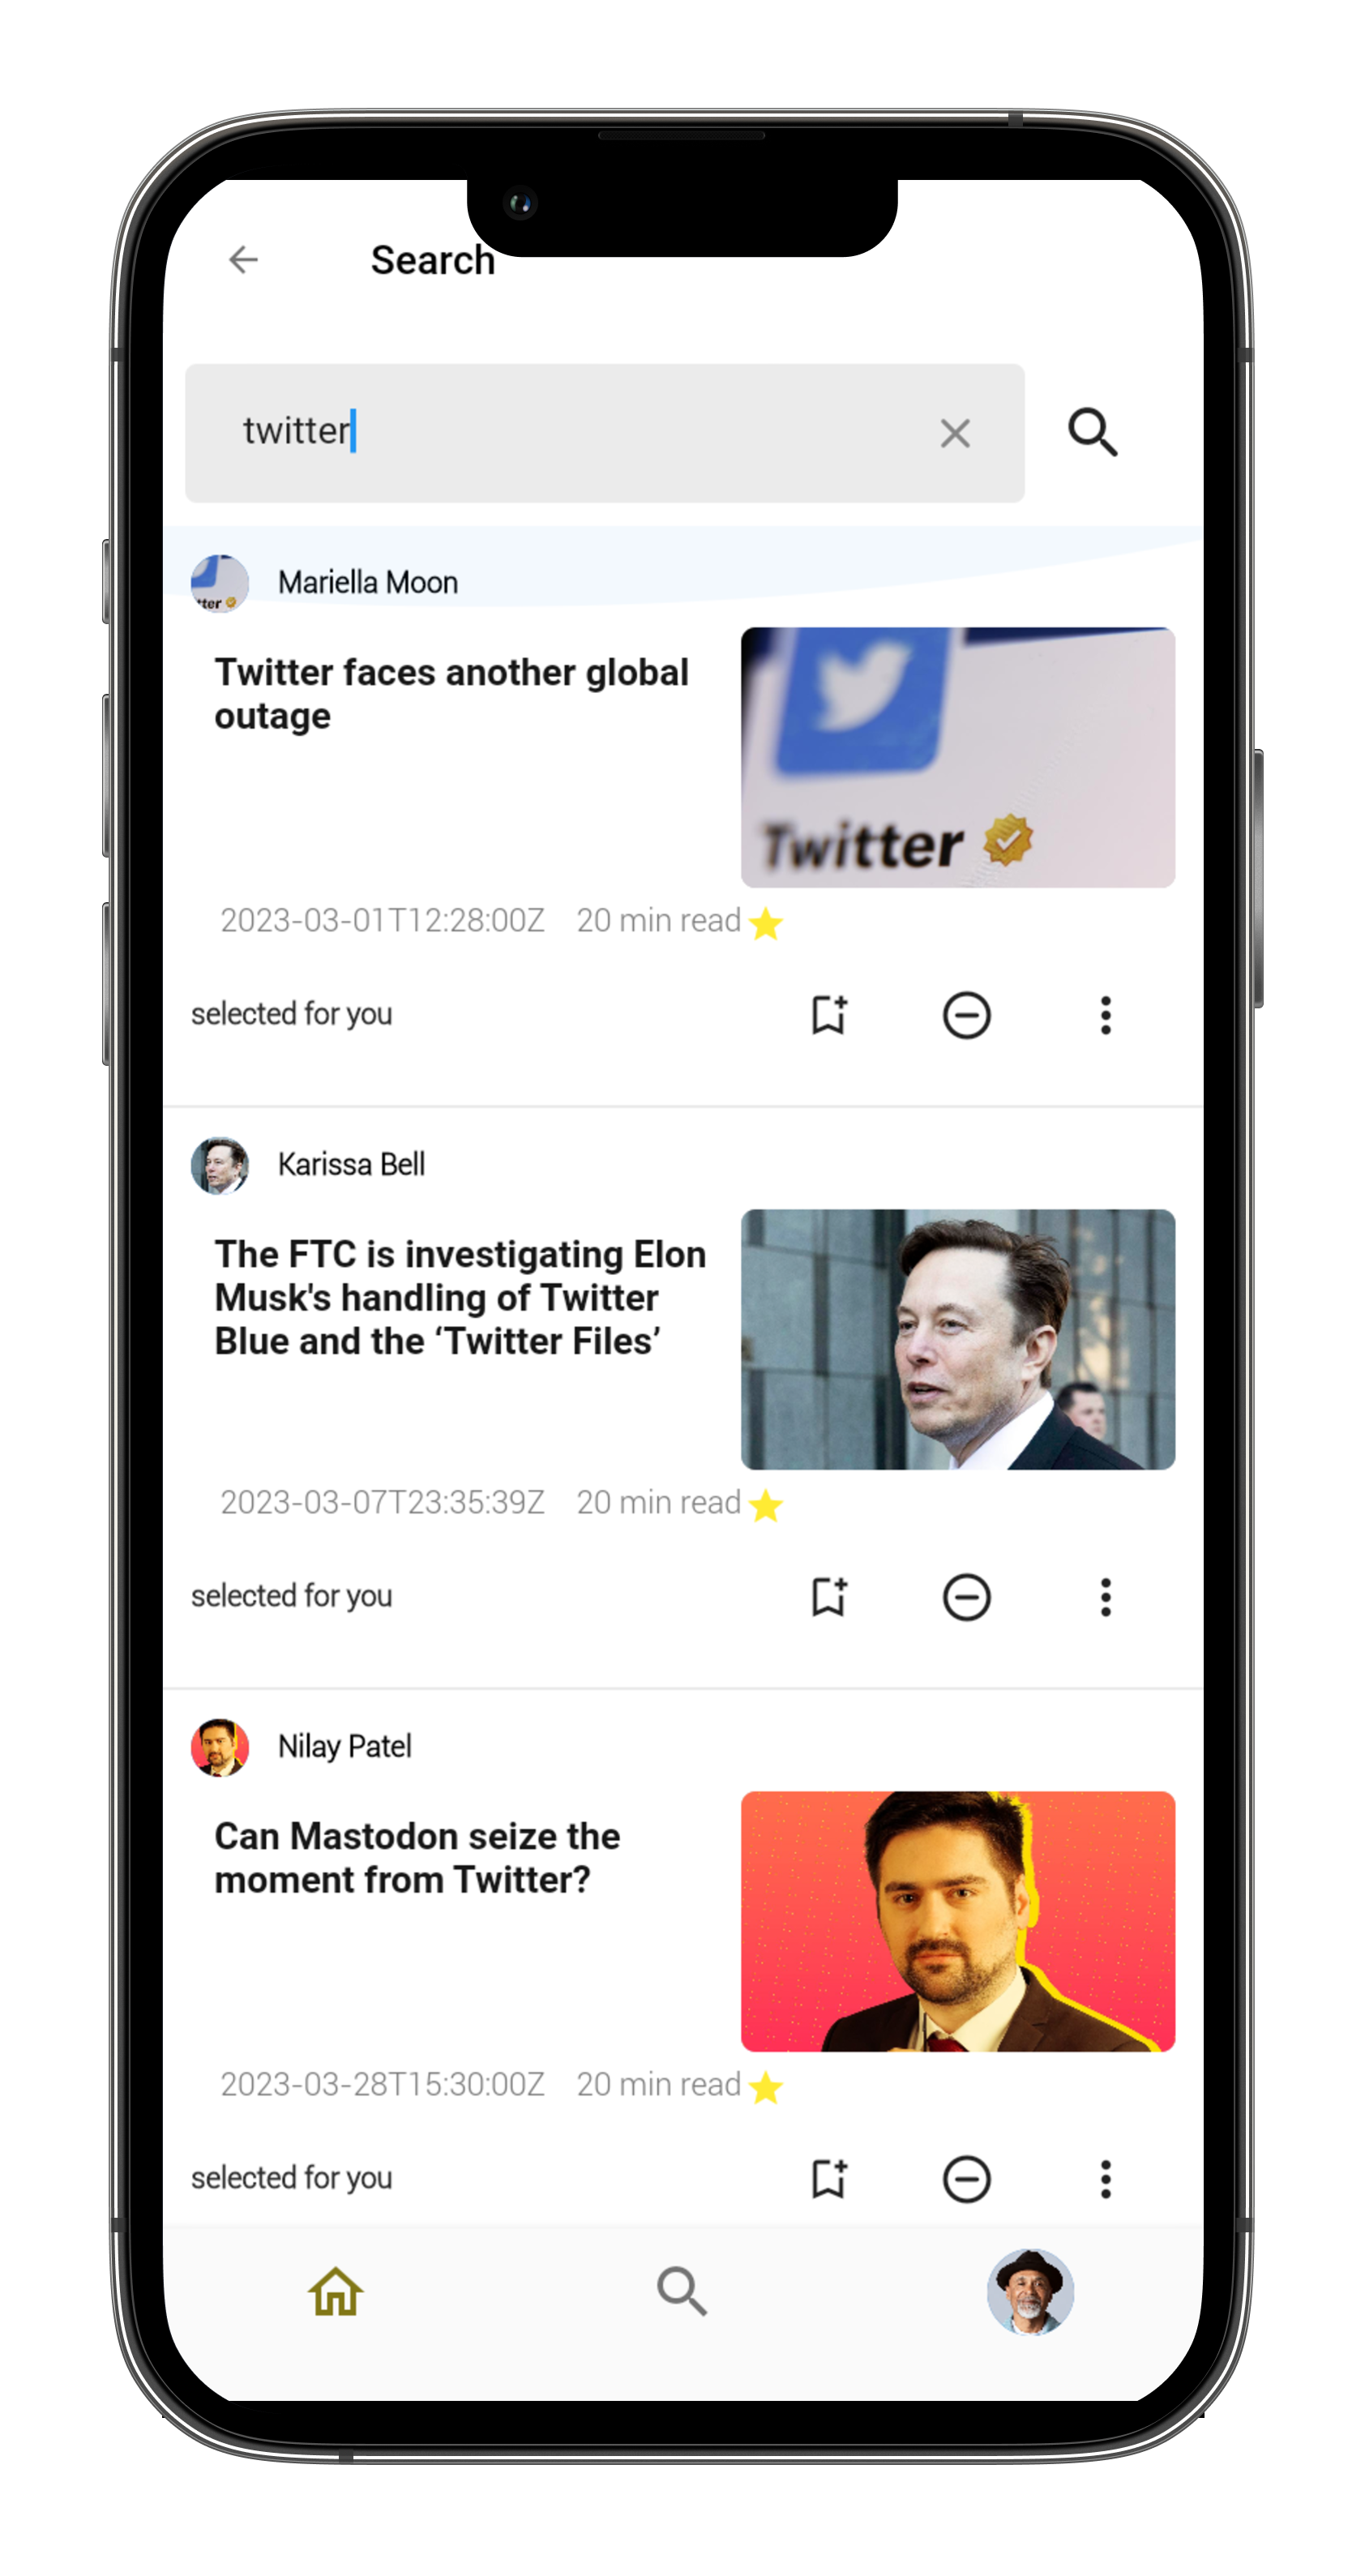 Search
twitter
Mariella Moon
Twitter faces another global
outage
Twitter
2023-03-01T12:28:00Z 20 min read
selected for you
Karissa Bell
The FTC is investigating Elon
Musk's handling of Twitter
Blue and the ‘Twitter Files’
2023-03-07T23:35:39Z 20 min read
selected for you
Nilay Patel
Can Mastodon seize the
moment from Twitter?
2023-03-28T15:30:00Z 20 min read
selected for you